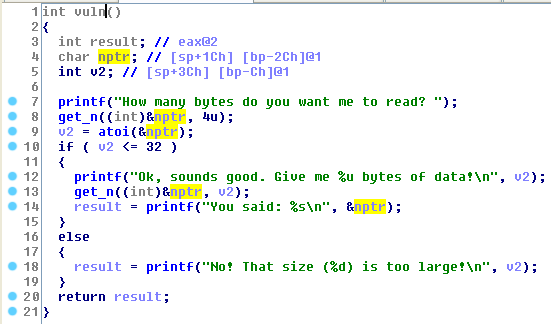 1 int vuln()
2 {
3 int result; // eax@2
4 char nptr; // [sp+1Ch] [bp-2Ch]@1
5 int v2; // [sp+3Ch] [bp-Ch]@1
6
7 printf("How many bytes do you want me to read? ");
8 get_n((int)&nptr, 4u);
9 v2 = atoi(&nptr);
10 if ( v2 <= 32 )
11 {
12 printf("Ok, sounds good. Give me %u bytes of data!\n", v2);
13 get_n((int)&nptr, v2);
14 result = printf("You said: %s\n", &nptr);
15 }
16 else
17 {
18 result = printf("No! That size (%d) is too large!\n", v2);
19 }
20 return result;
21 }